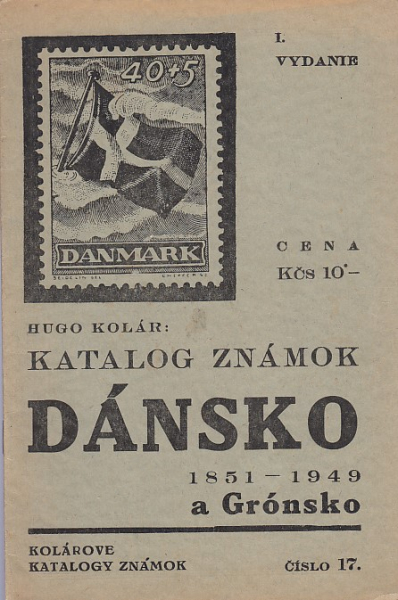 I.
VYDANIE
40+5
DANMARK
CENA
Kčs 10'–
HUGO KOLÁR:
KATALOG ZNÁMOK
DÁNSKO
1851 – 1949
a Grónsko
KOLÁROVE
KATALOGY ZNÁMOK
ČÍSLO 17.